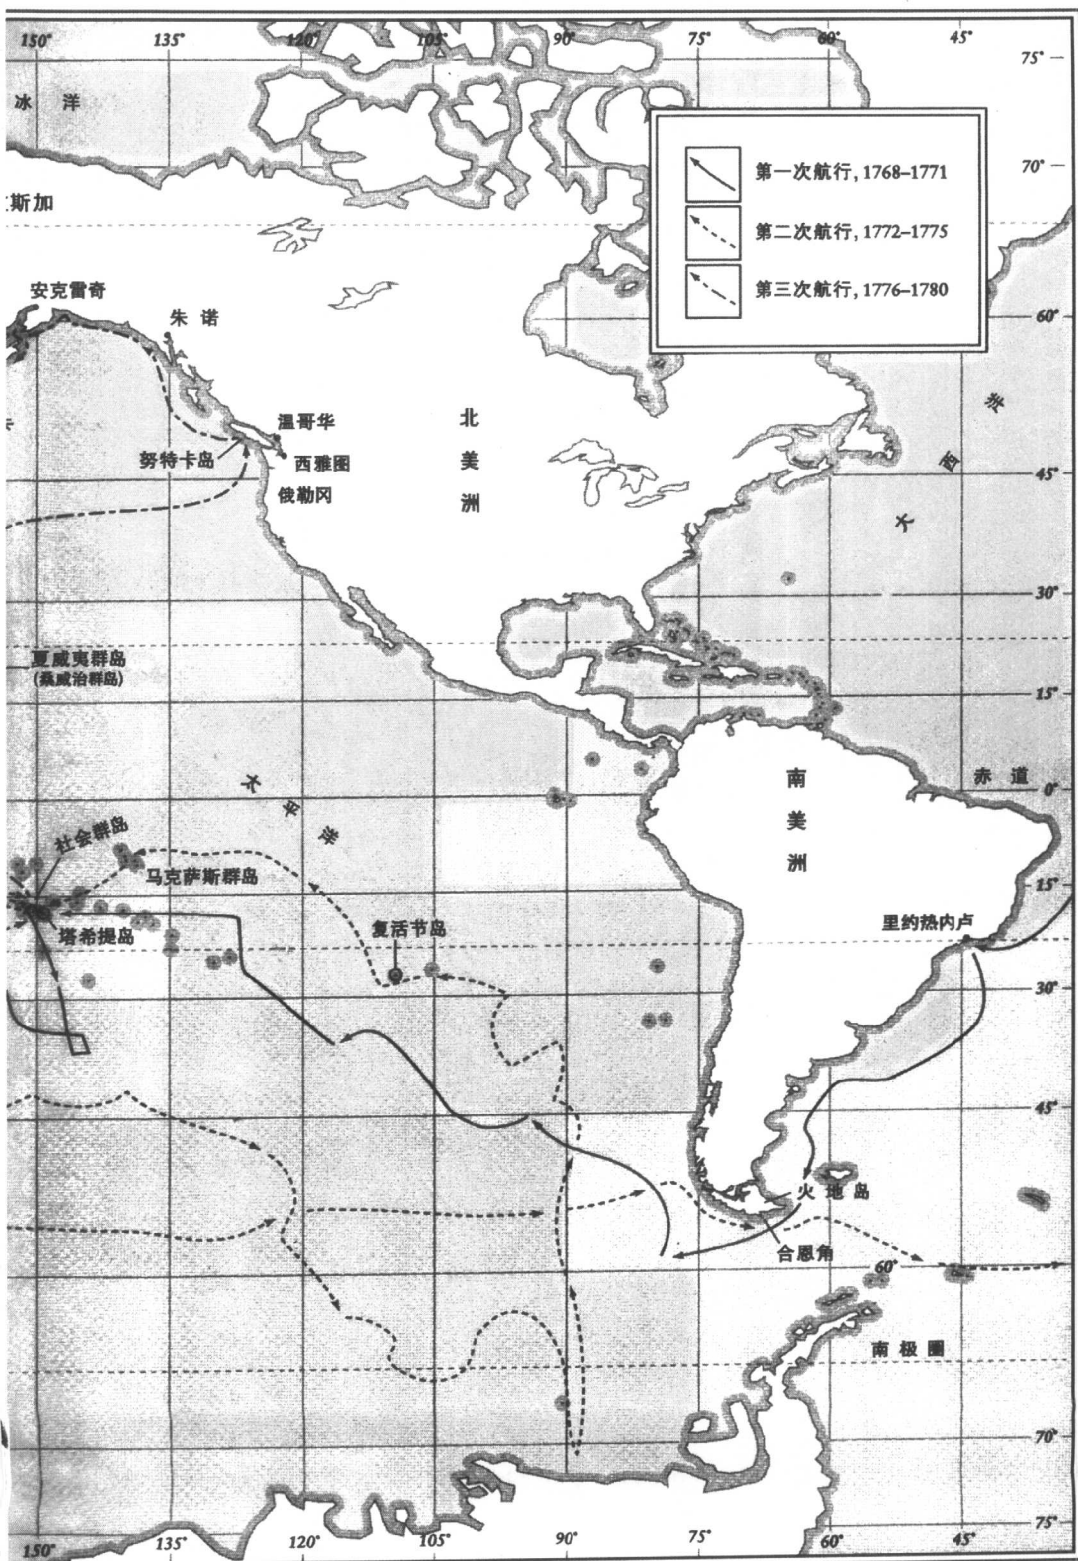 150° 135° 120° 105° 90° 75° 60° 45°
75°
冰 洋
第一次航行, 1768–1771
70°
斯加
第二次航行, 1772–1775
安克雷奇
第三次航行, 1776–1780
朱 诺
60°
北美洲
温哥华
努特卡岛
西雅图
大西洋
45°
俄勒冈
30°
夏威夷群岛
(桑威治群岛)
15°
南美洲
赤 道
0°
太平洋
社会群岛
马克萨斯群岛
15°
塔希提岛
复活节岛
里约热内卢
30°
45°
火 地 岛
合恩角
60°
南 极 圈
70°
75°
150° 135° 120° 105° 90° 75° 60° 45°